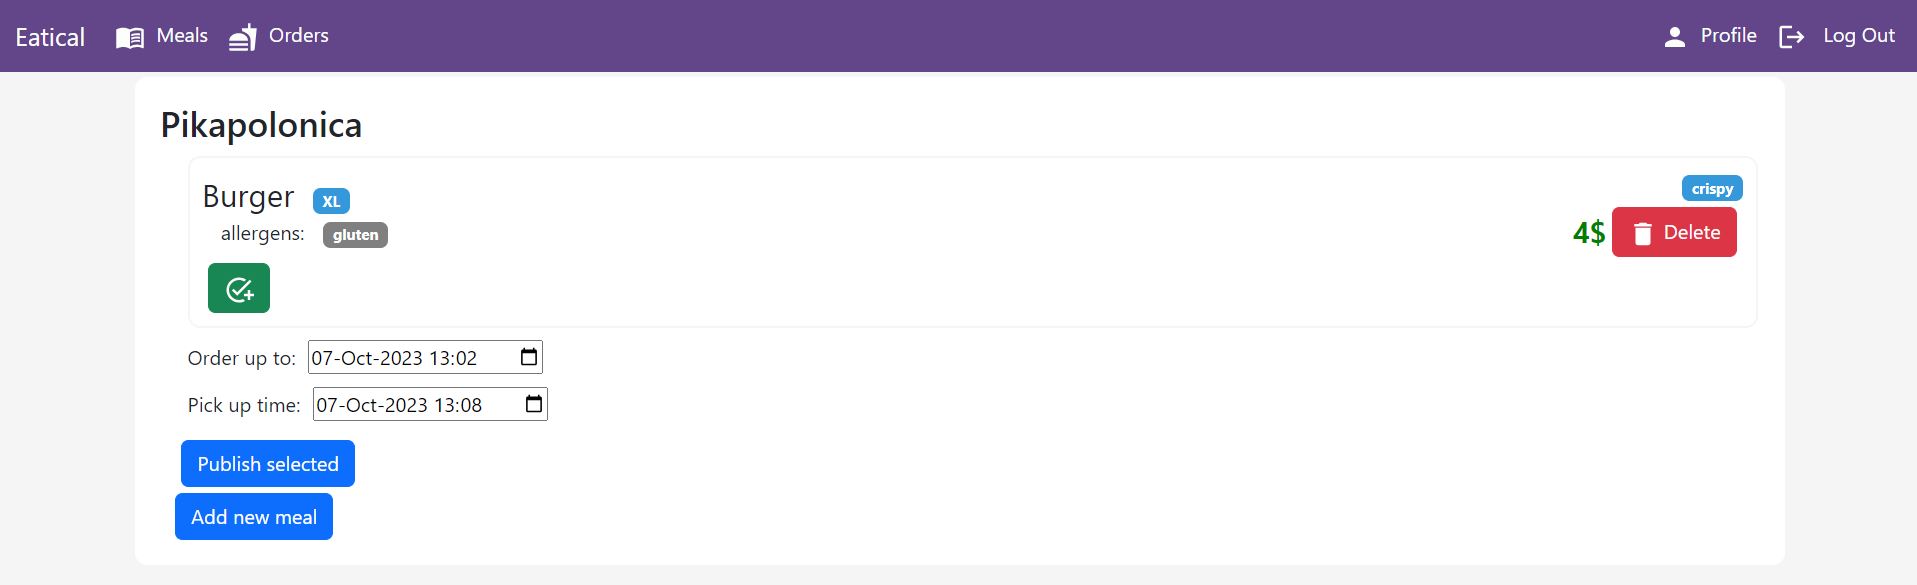 Eatical Meals Orders Profile Log Out
Pikapolonica
Burger XL crispy
allergens: gluten 4$ Delete
Order up to: 07-Oct-2023 13:02
Pick up time: 07-Oct-2023 13:08
Publish selected
Add new meal